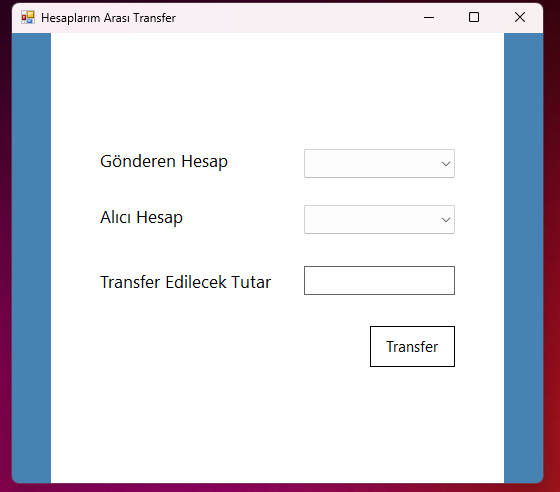 Hesaplarım Arası Transfer
Gönderen Hesap
Alıcı Hesap
Transfer Edilecek Tutar
Transfer